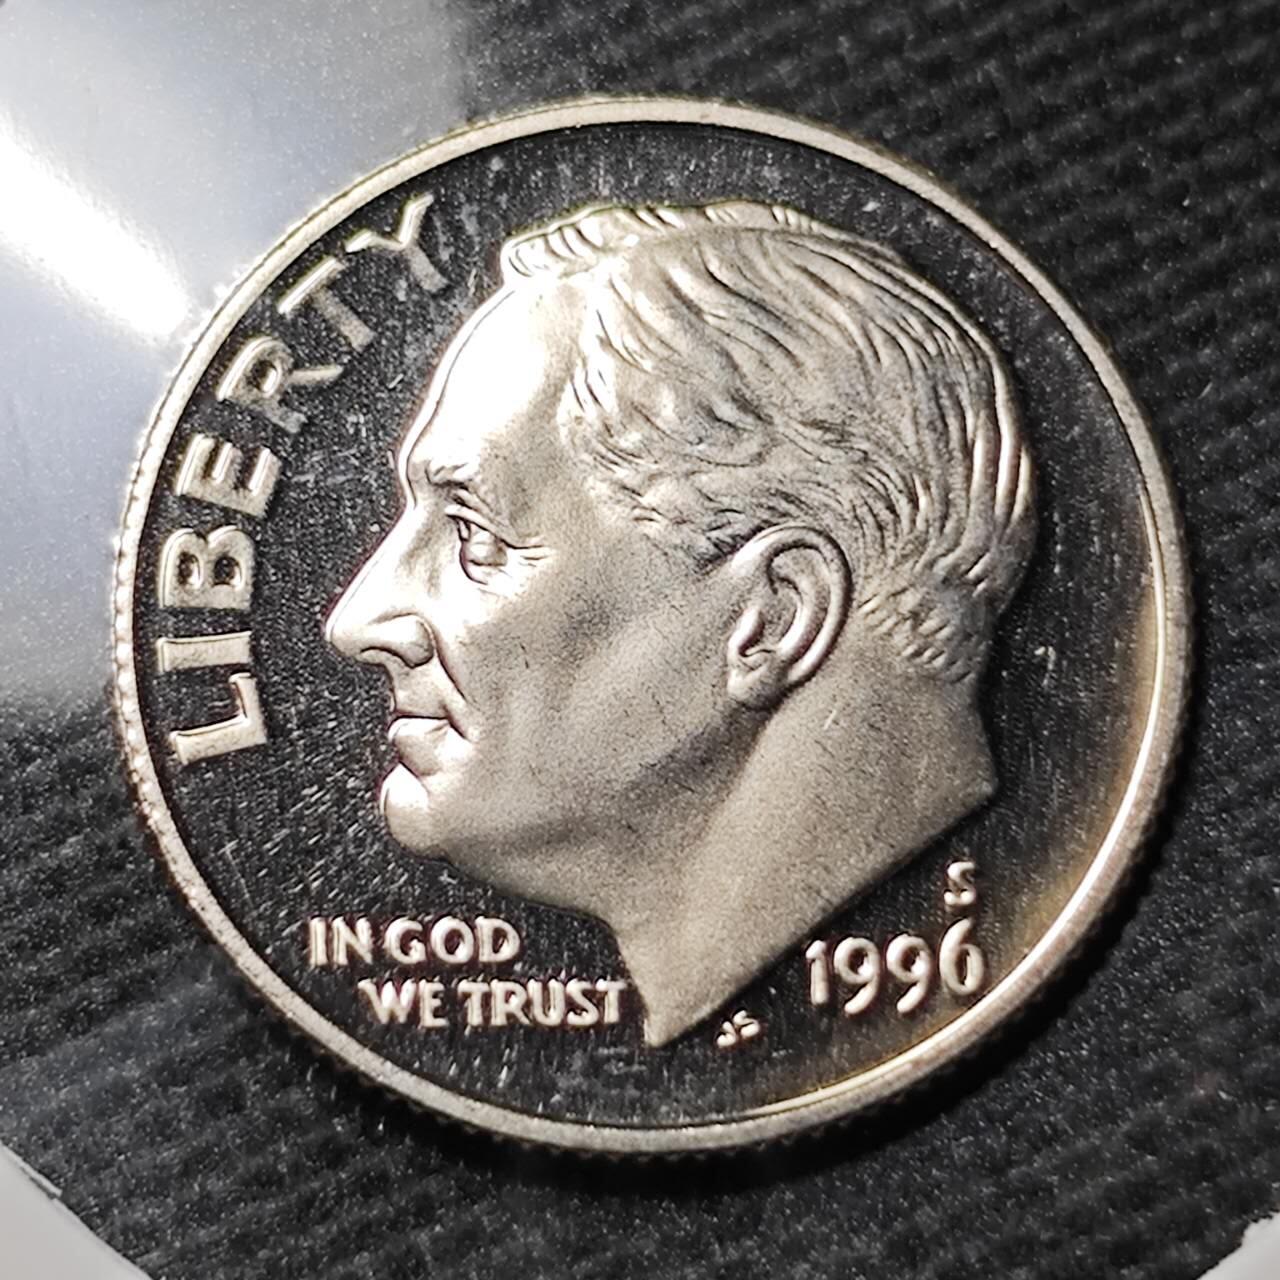 LIBERTY
IN GOD
WE TRUST
S
1996
JS